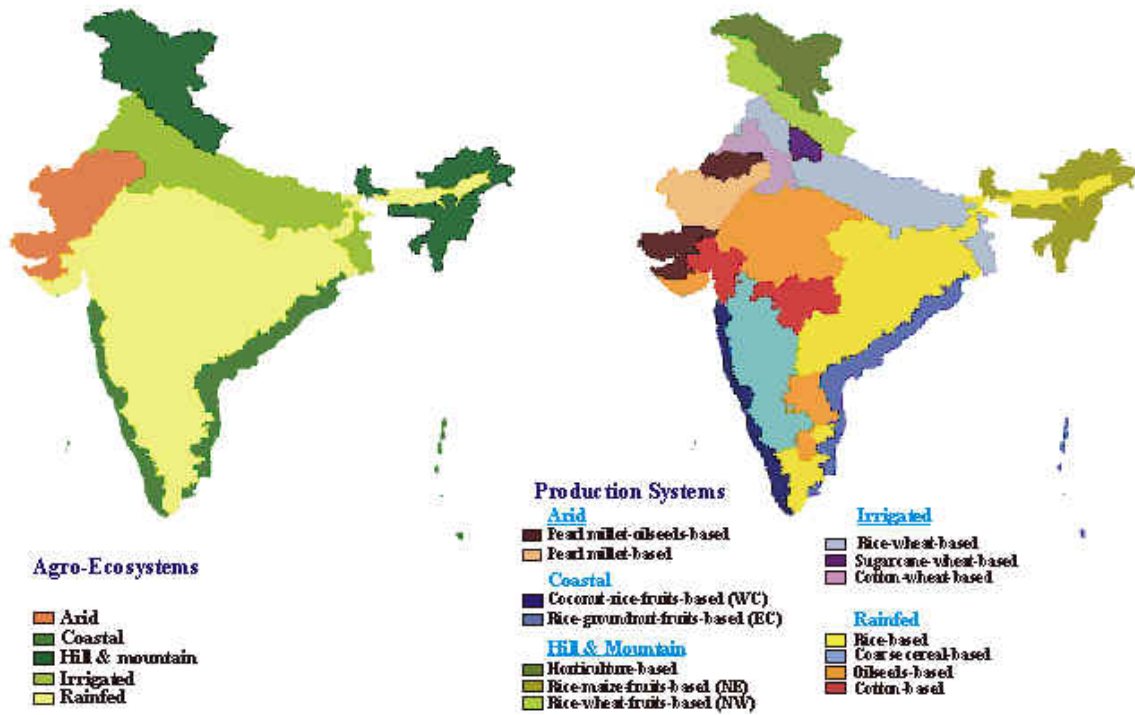 Agro-Ecosystems
Arid
Coastal
Hill & mountain
Irrigated
Rainfed
Production Systems
Arid
Pearl millet-oilseeds-based
Pearl millet-based
Coastal
Coconut-rice-fruits-based (WC)
Rice-groundnut-fruits-based (EC)
Hill & Mountain
Horticulture-based
Rice-maize-fruits-based (NE)
Rice-wheat-fruits-based (NW)
Irrigated
Rice-wheat-based
Sugarcane-wheat-based
Cotton-wheat-based
Rainfed
Rice-based
Coarse cereal-based
Oilseeds-based
Cotton-based